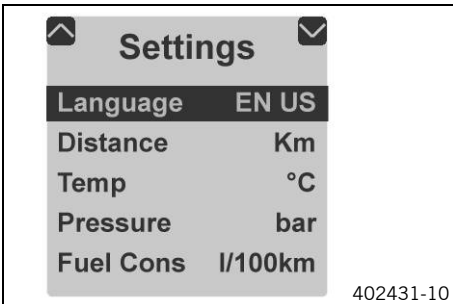 Settings
Language EN US
Distance Km
Temp °C
Pressure bar
Fuel Cons l/100km
402431-10